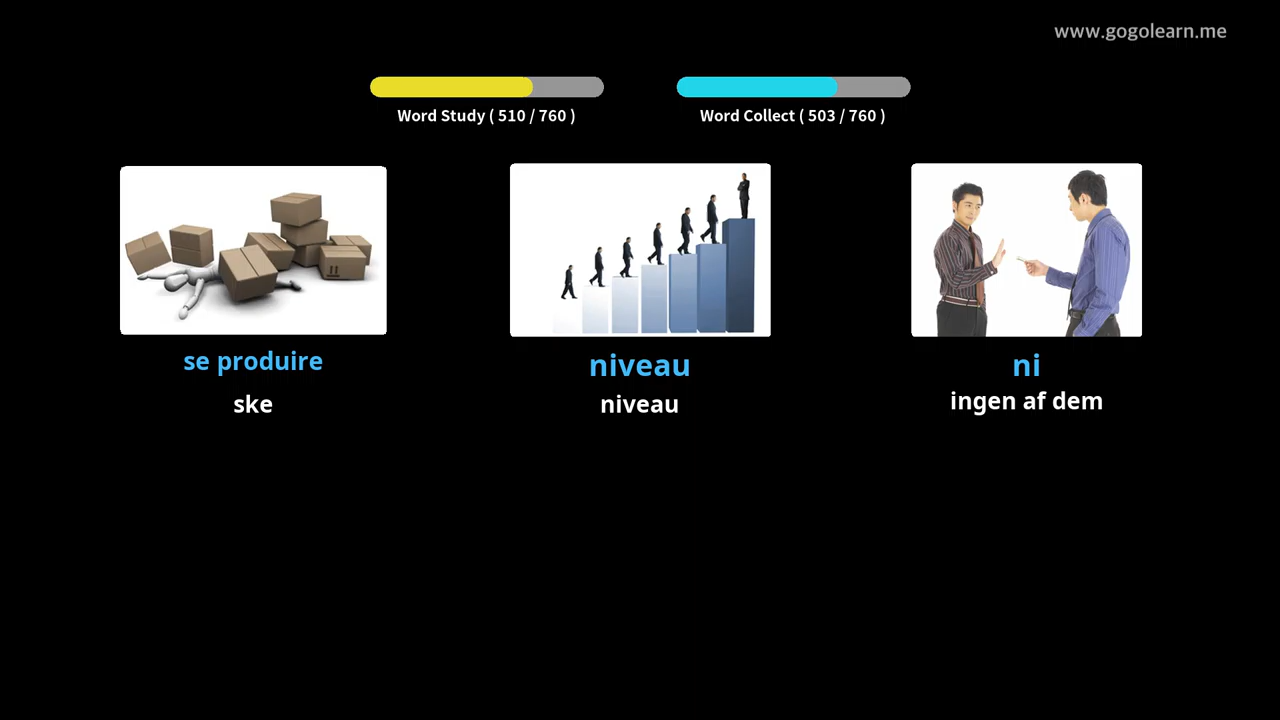 www.gogolearn.me
Word Study ( 510 / 760 )
Word Collect ( 503 / 760 )
se produire
ske
niveau
niveau
ni
ingen af dem